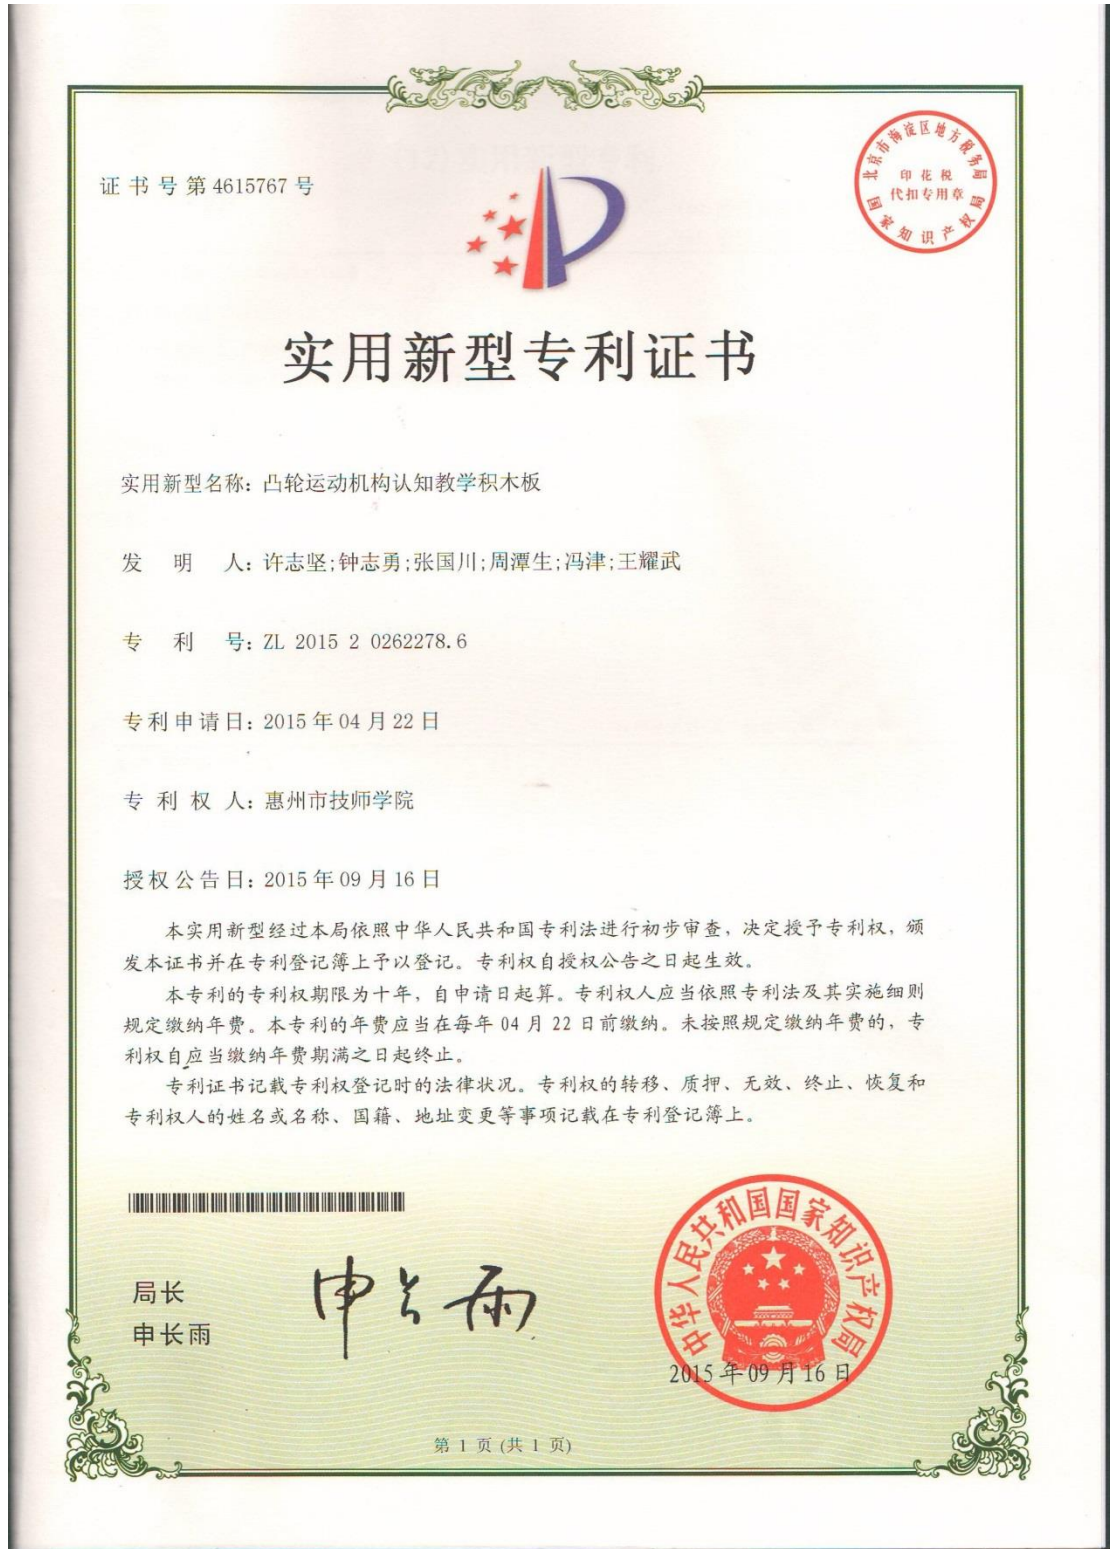 证书号第4615767号
北京市海淀区地方税务局
印花税
代扣专用章
国家知识产权局
实用新型专利证书
实用新型名称：凸轮运动机构认知教学积木板
发明人：许志坚;钟志勇;张国川;周潭生;冯津;王耀武
专利号：ZL 2015 2 0262278.6
专利申请日：2015年04月22日
专利权人：惠州市技师学院
授权公告日：2015年09月16日
本实用新型经过本局依照中华人民共和国专利法进行初步审查，决定授予专利权，颁
发本证书并在专利登记簿上予以登记。专利权自授权公告之日起生效。
本专利的专利权期限为十年，自申请日起算。专利权人应当依照专利法及其实施细则
规定缴纳年费。本专利的年费应当在每年04月22日前缴纳。未按照规定缴纳年费的，专
利权自应当缴纳年费期满之日起终止。
专利证书记载专利权登记时的法律状况。专利权的转移、质押、无效、终止、恢复和
专利权人的姓名或名称、国籍、地址变更等事项记载在专利登记簿上。
局长
申长雨
申长雨
中华人民共和国国家知识产权局
2015年09月16日
第1页(共1页)